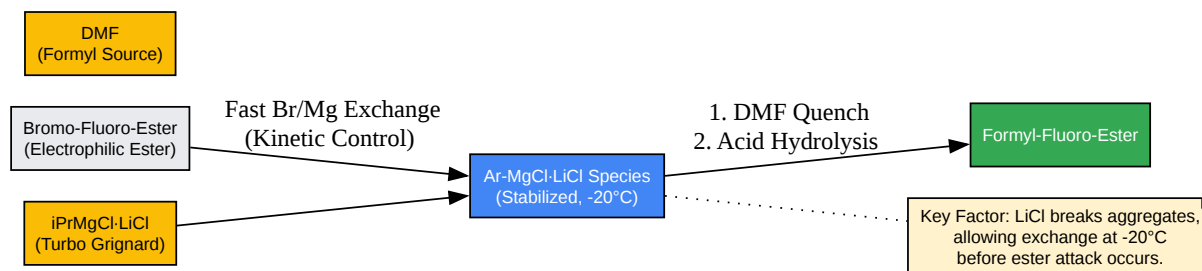 DMF
(Formyl Source)
Bromo-Fluoro-Ester
(Electrophilic Ester)
iPrMgCl·LiCl
(Turbo Grignard)
Fast Br/Mg Exchange
(Kinetic Control)
Ar-MgCl·LiCl Species
(Stabilized, -20°C)
1. DMF Quench
2. Acid Hydrolysis
Formyl-Fluoro-Ester
Key Factor: LiCl breaks aggregates,
allowing exchange at -20°C
before ester attack occurs.